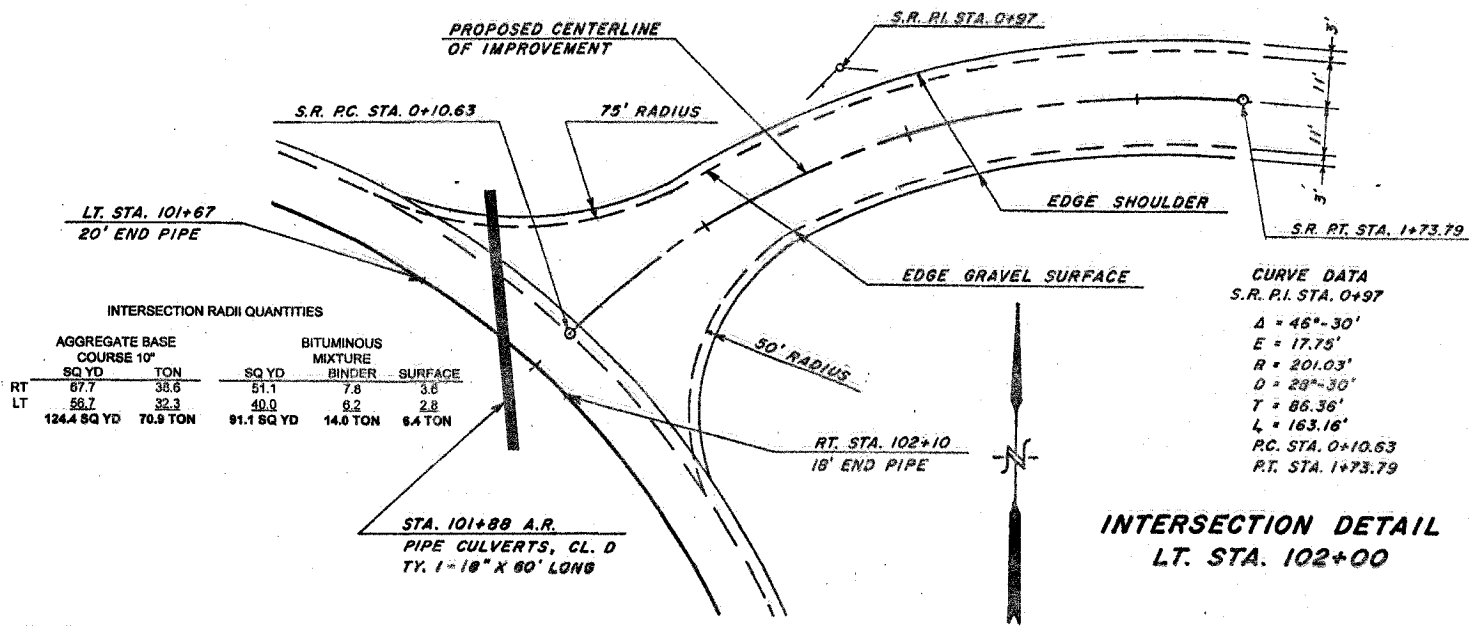 S.R. P.I. STA. 0+97
PROPOSED CENTERLINE
OF IMPROVEMENT
3'
11'
11'
3'
S.R. P.C. STA. 0+10.63
75' RADIUS
LT. STA. 101+67
20' END PIPE
EDGE SHOULDER
S.R. P.T. STA. 1+73.79
EDGE GRAVEL SURFACE
INTERSECTION RADII QUANTITIES
AGGREGATE BASE
COURSE 10"
BITUMINOUS
MIXTURE
SQ YD TON SQ YD BINDER SURFACE
RT 67.7 38.6 51.1 7.8 3.6
LT 56.7 32.3 40.0 6.2 2.8
124.4 SQ YD 70.9 TON 91.1 SQ YD 14.0 TON 6.4 TON
50' RADIUS
RT. STA. 102+10
18' END PIPE
STA. 101+88 A.R.
PIPE CULVERTS, CL. D
TY. 1-18" X 60' LONG
N
CURVE DATA
S.R. P.I. STA. 0+97
Δ = 46°-30'
E = 17.75'
R = 201.03'
D = 28°-30'
T = 86.36'
L = 163.16'
P.C. STA. 0+10.63
P.T. STA. 1+73.79
INTERSECTION DETAIL
LT. STA. 102+00